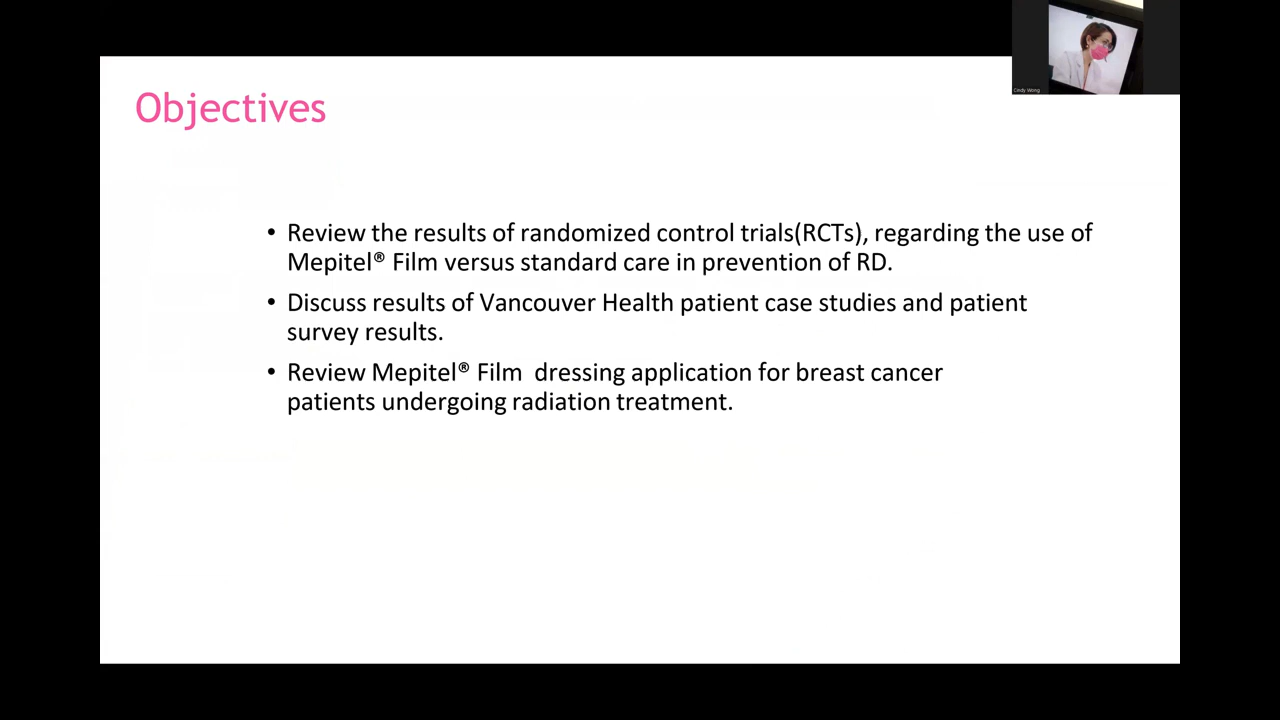 Objectives
• Review the results of randomized control trials(RCTs), regarding the use of
Mepitel® Film versus standard care in prevention of RD.
• Discuss results of Vancouver Health patient case studies and patient
survey results.
• Review Mepitel® Film  dressing application for breast cancer
patients undergoing radiation treatment.
Cindy Wong